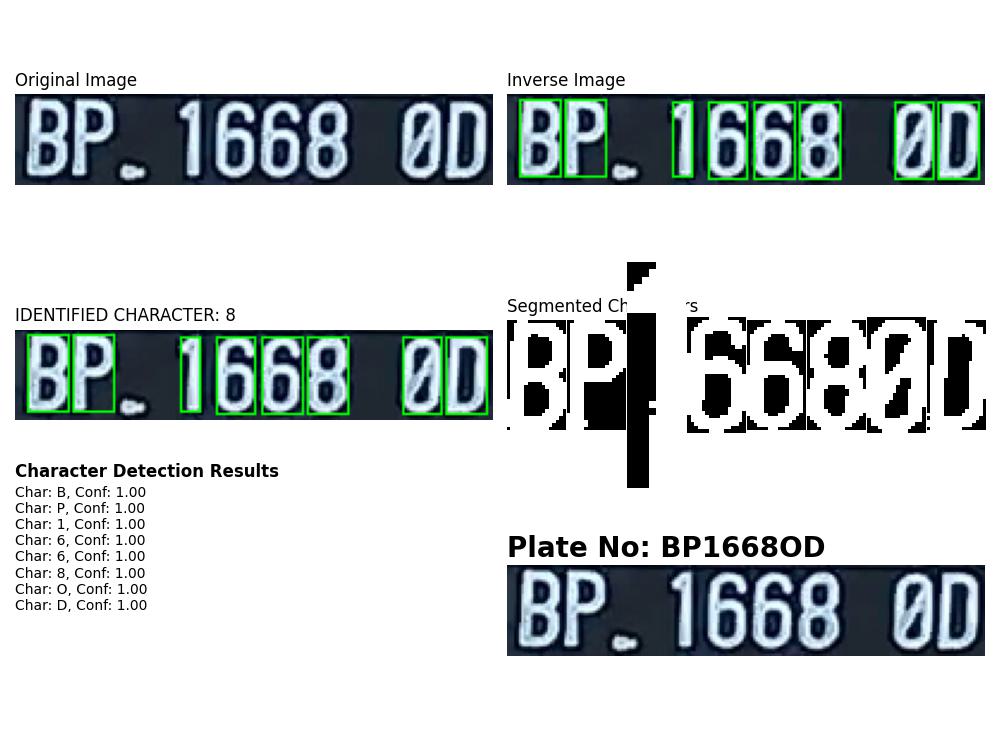 Original Image
BP. 1668 0D
Inverse Image
BP. 1668 0D
IDENTIFIED CHARACTER: 8
BP. 1668 0D
Segmented Ch rs
BP 6680D
Character Detection Results
Char: B, Conf: 1.00
Char: P, Conf: 1.00
Char: 1, Conf: 1.00
Char: 6, Conf: 1.00
Char: 6, Conf: 1.00
Char: 8, Conf: 1.00
Char: O, Conf: 1.00
Char: D, Conf: 1.00
Plate No: BP1668OD
BP. 1668 0D